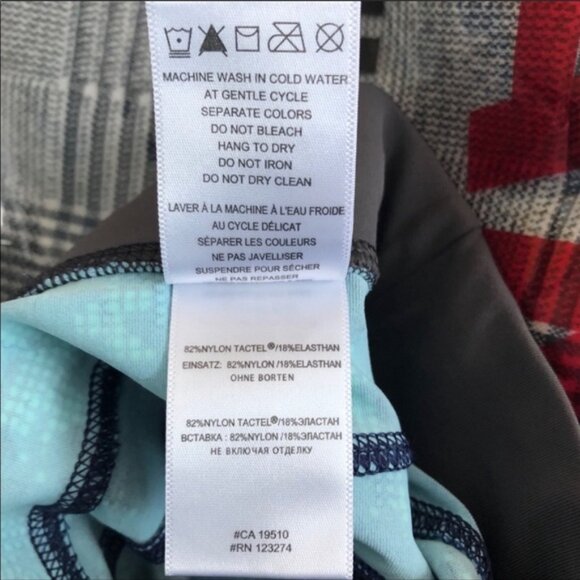 MACHINE WASH IN COLD WATER
AT GENTLE CYCLE
SEPARATE COLORS
DO NOT BLEACH
HANG TO DRY
DO NOT IRON
DO NOT DRY CLEAN
LAVER À LA MACHINE À L'EAU FROIDE
AU CYCLE DÉLICAT
SÉPARER LES COULEURS
NE PAS JAVELLISER
SUSPENDRE POUR SÉCHER
NE PAS REPASSER
82%NYLON TACTEL®/18%ELASTHAN
EINSATZ: 82%NYLON/18%ELASTHAN
OHNE BORTEN
82%NYLON TACTEL®/18%ЭЛАСТАН
ВСТАВКА : 82%NYLON/18%ЭЛАСТАН
НЕ ВКЛЮЧАЯ ОТДЕЛКУ
#CA 19510
#RN 123274